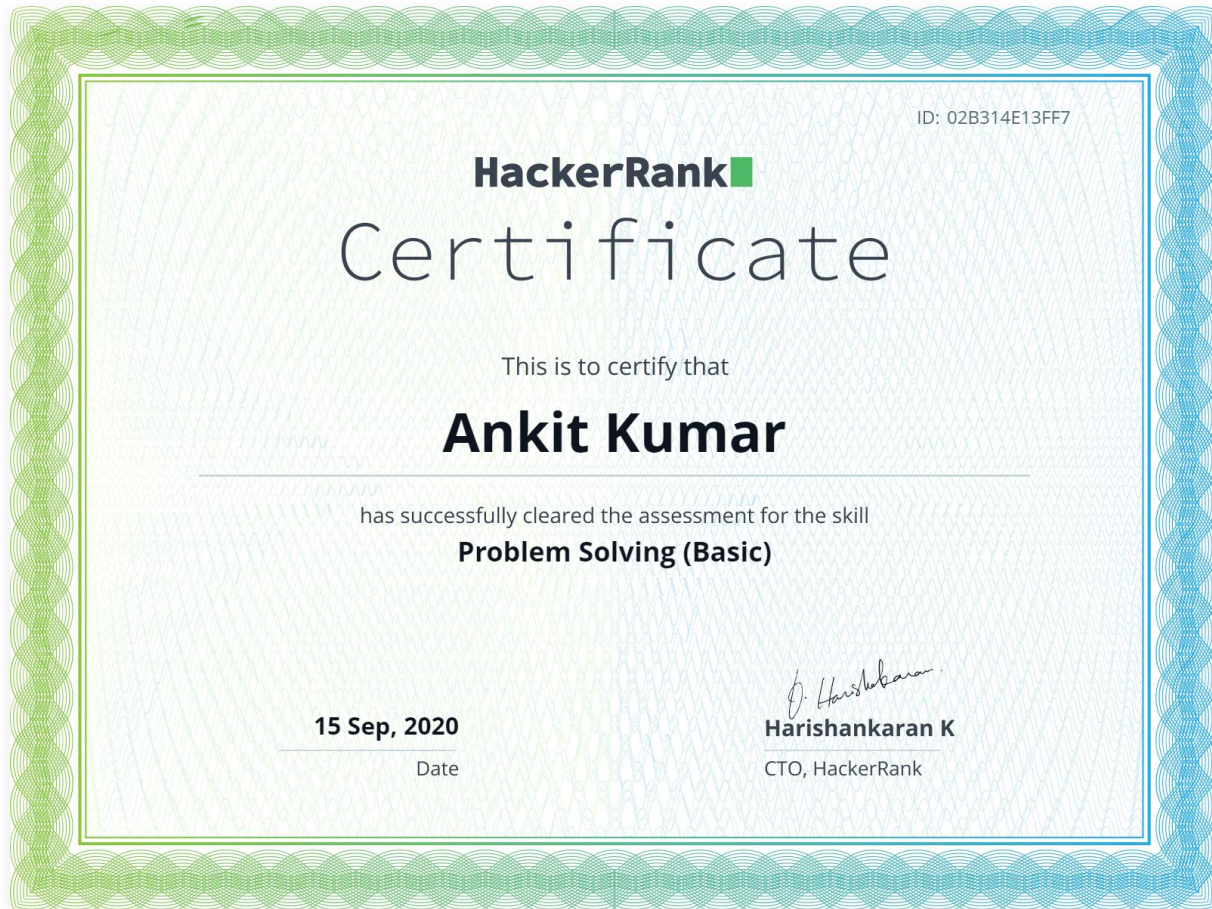 ID: 02B314E13FF7
HackerRank
Certificate
This is to certify that
Ankit Kumar
has successfully cleared the assessment for the skill
Problem Solving (Basic)
15 Sep, 2020
Date
Harishankaran K
CTO, HackerRank